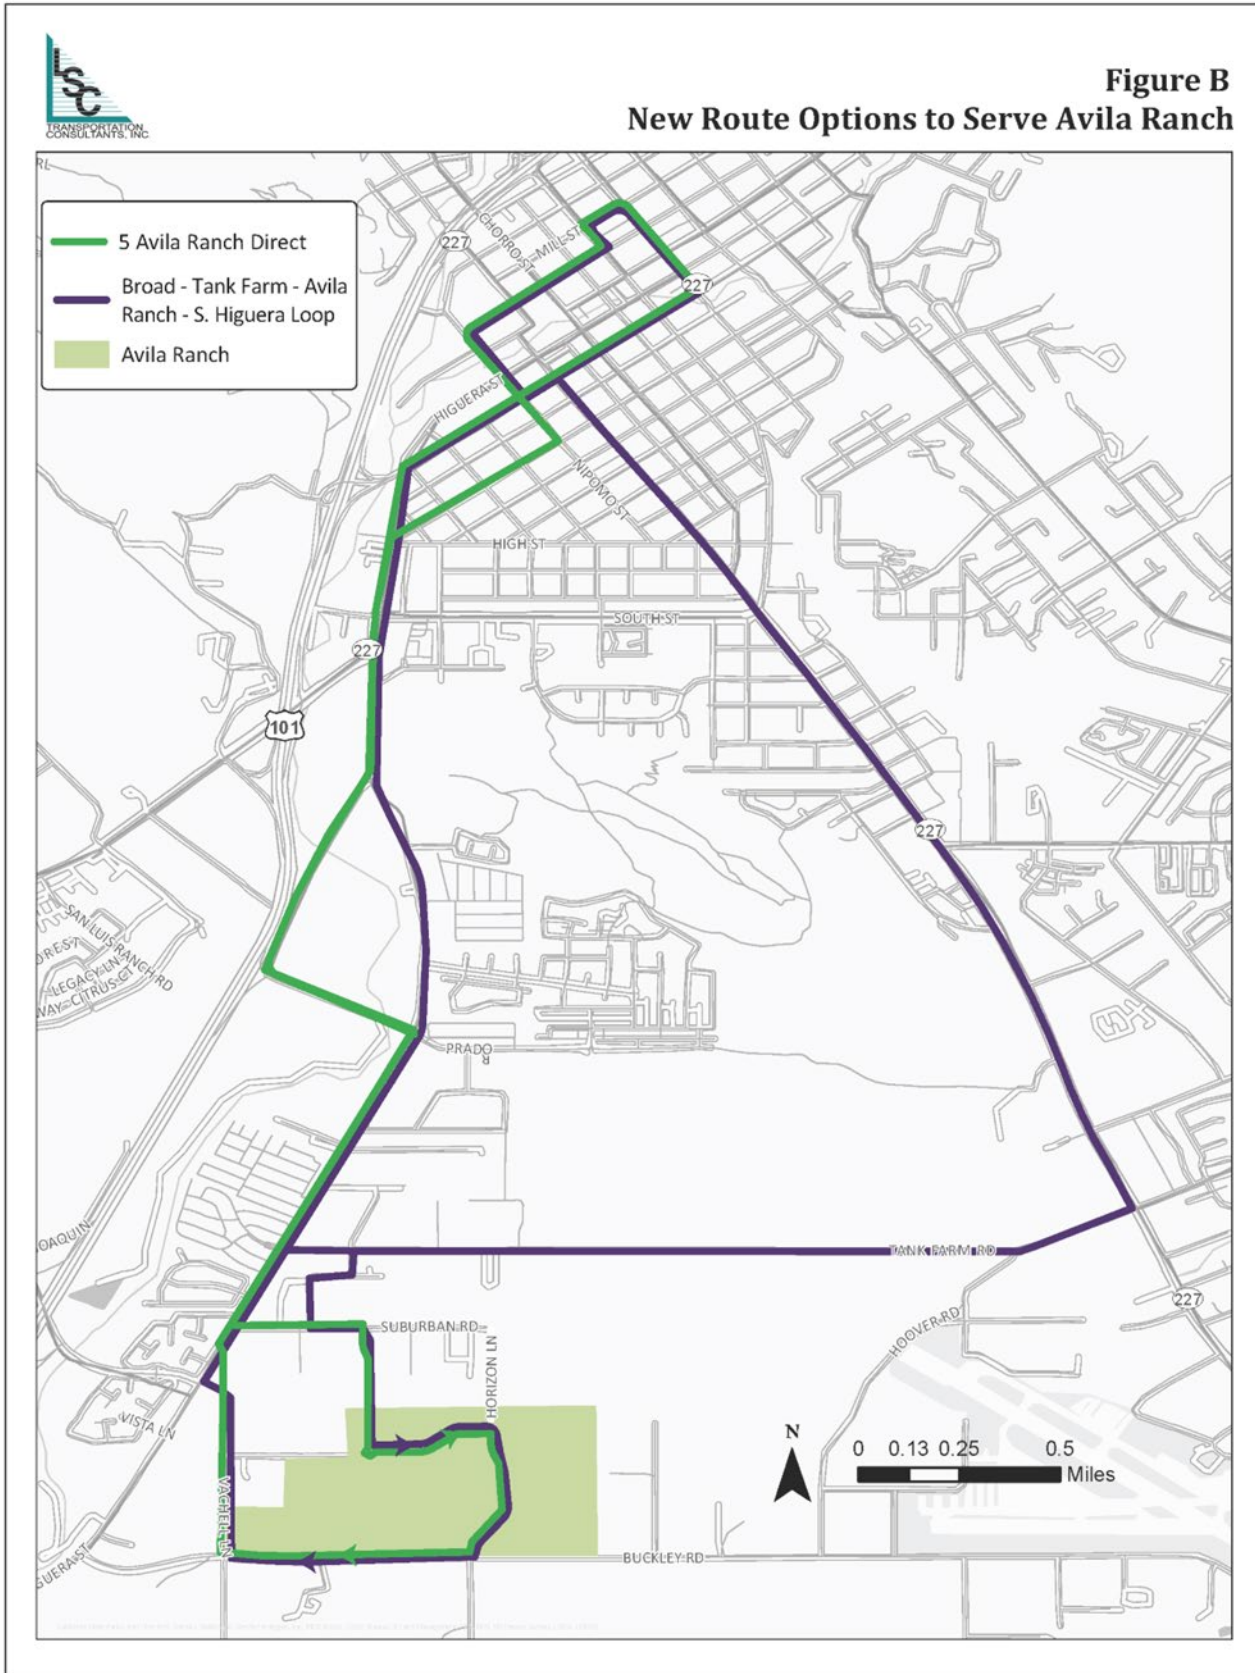 LSC
TRANSPORTATION
CONSULTANTS, INC.
Figure B
New Route Options to Serve Avila Ranch
5 Avila Ranch Direct
Broad - Tank Farm - Avila
Ranch - S. Higuera Loop
Avila Ranch
RL
227
CHORRO ST
MILL ST
227
HIGUERA ST
NIPOMO ST
HIGH ST
SOUTH ST
227
101
227
SAN LUIS RANCH RD
OREST
LEGACY LN
WAY
CITRUS CT
PRADO
R
OAQUIN
TANK FARM RD
227
SUBURBAN RD
HORIZON LN
HOOVER RD
VISTA LN
N
0 0.13 0.25 0.5
Miles
VACHELL LN
GUERA ST
BUCKLEY RD